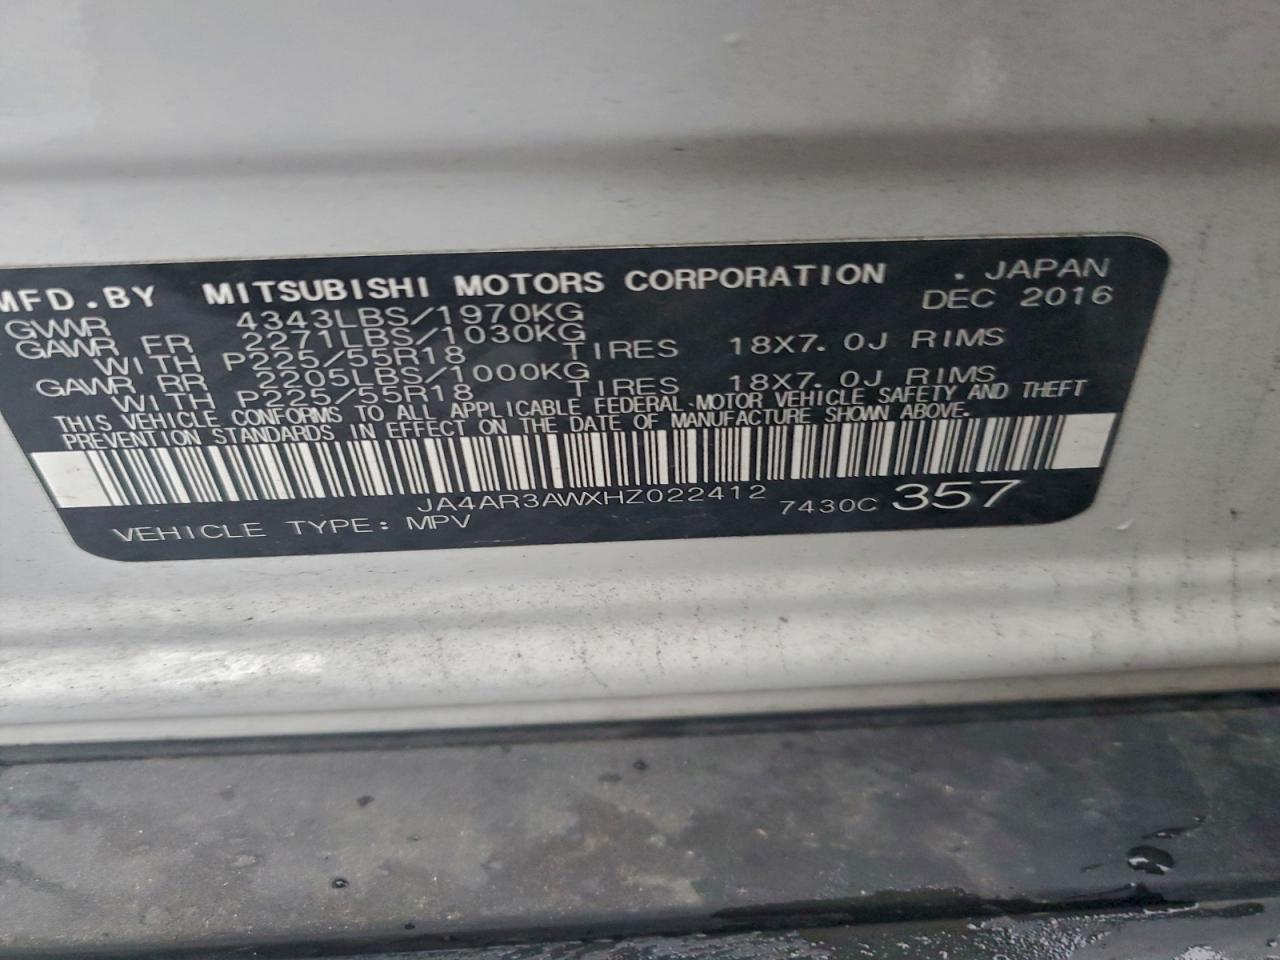 MFD.BY MITSUBISHI MOTORS CORPORATION . JAPAN
GVWR 4343LBS/1970KG DEC 2016
GAWR FR 2271LBS/1030KG
WITH P225/55R18 TIRES 18X7.0J RIMS
GAWR RR 2205LBS/1000KG
WITH P225/55R18 TIRES 18X7.0J RIMS
THIS VEHICLE CONFORMS TO ALL APPLICABLE FEDERAL MOTOR VEHICLE SAFETY AND THEFT
PREVENTION STANDARDS IN EFFECT ON THE DATE OF MANUFACTURE SHOWN ABOVE.
JA4AR3AWXHZ022412 7430C 357
VEHICLE TYPE: MPV